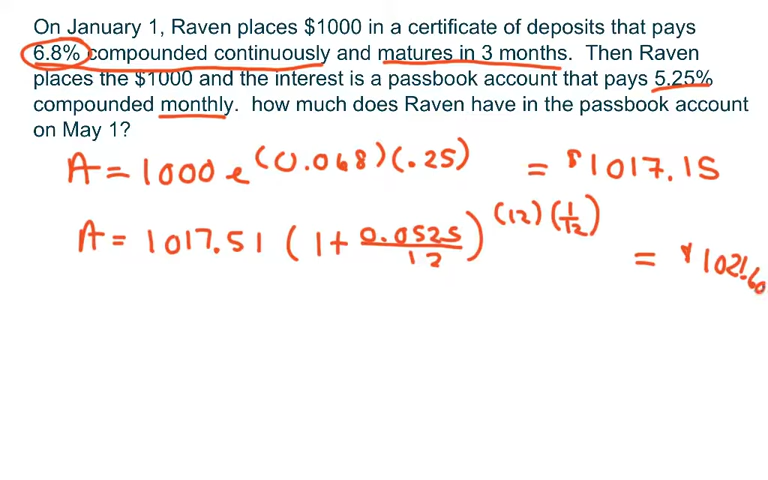 On January 1, Raven places $1000 in a certificate of deposits that pays
6.8% compounded continuously and matures in 3 months. Then Raven
places the $1000 and the interest is a passbook account that pays 5.25%
compounded monthly. how much does Raven have in the passbook account
on May 1?
A = 1000 e^(0.068)(.25) = $1017.15
A = 1017.51 (1 + 0.0525/12)^(12)(1/12) = $1021.60